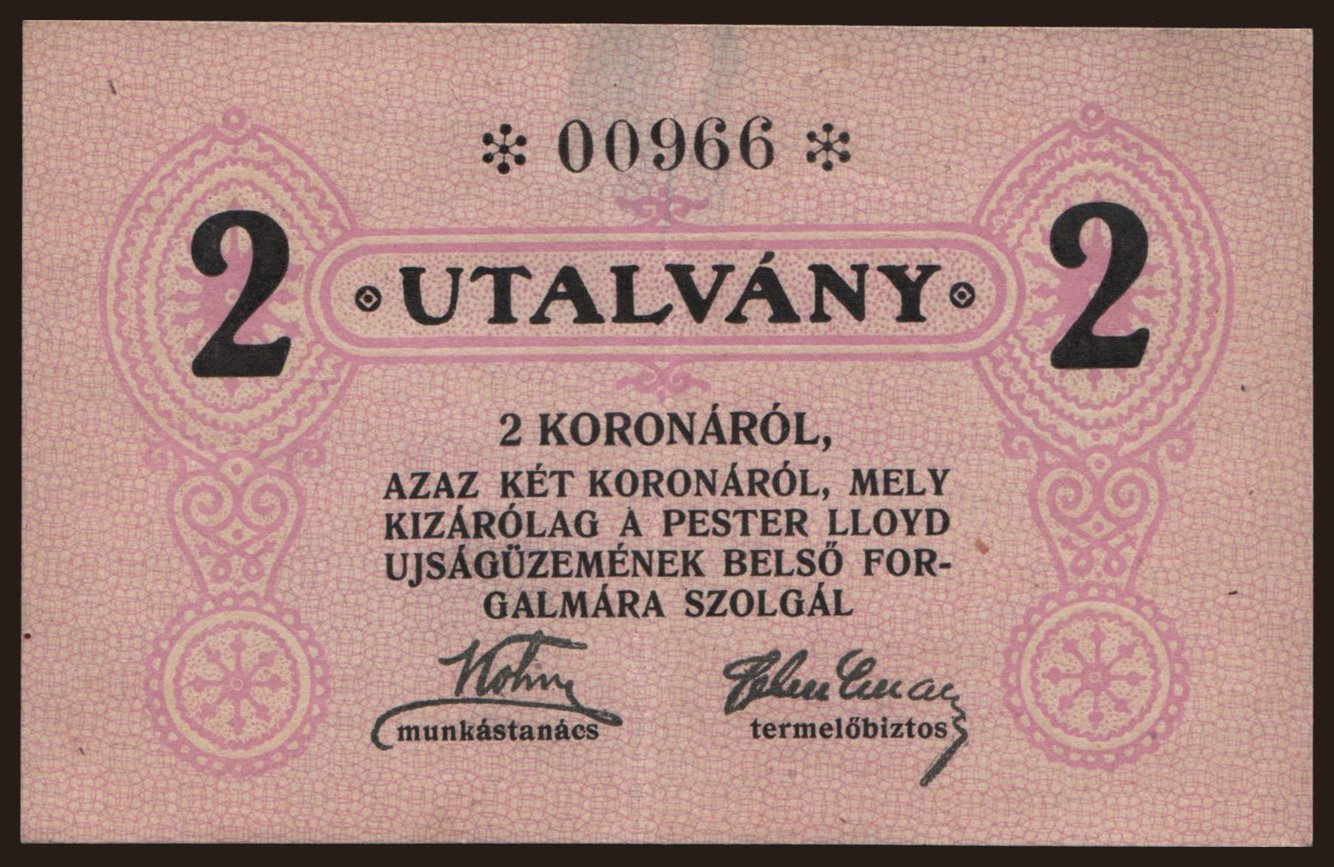 * 00966 *
2 UTALVÁNY 2
2 KORONÁRÓL,
AZAZ KÉT KORONÁRÓL, MELY
KIZÁRÓLAG A PESTER LLOYD
UJSÁGÜZEMÉNEK BELSŐ FOR-
GALMÁRA SZOLGÁL
munkástanács termelőbiztos